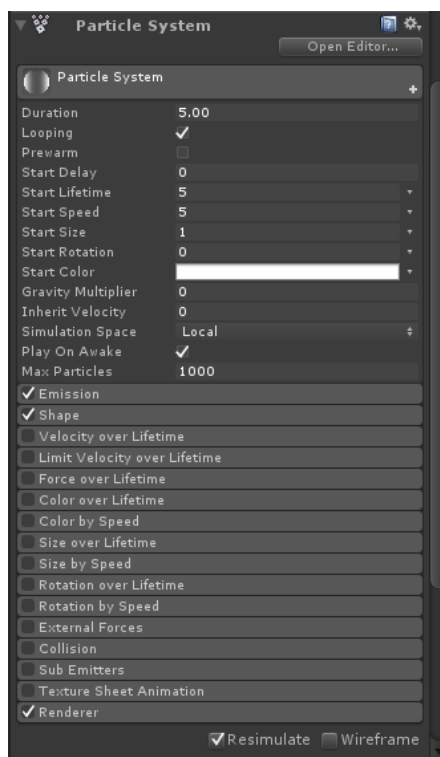 Particle System
Open Editor...
Particle System
Duration 5.00
Looping
Prewarm
Start Delay 0
Start Lifetime 5
Start Speed 5
Start Size 1
Start Rotation 0
Start Color
Gravity Multiplier 0
Inherit Velocity 0
Simulation Space Local
Play On Awake
Max Particles 1000
Emission
Shape
Velocity over Lifetime
Limit Velocity over Lifetime
Force over Lifetime
Color over Lifetime
Color by Speed
Size over Lifetime
Size by Speed
Rotation over Lifetime
Rotation by Speed
External Forces
Collision
Sub Emitters
Texture Sheet Animation
Renderer
Resimulate Wireframe